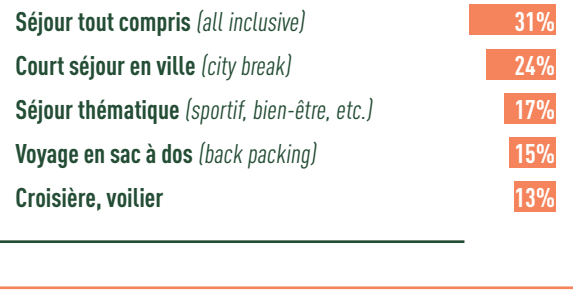 Séjour tout compris (all inclusive) 31%
Court séjour en ville (city break) 24%
Séjour thématique (sportif, bien-être, etc.) 17%
Voyage en sac à dos (back packing) 15%
Croisière, voilier 13%